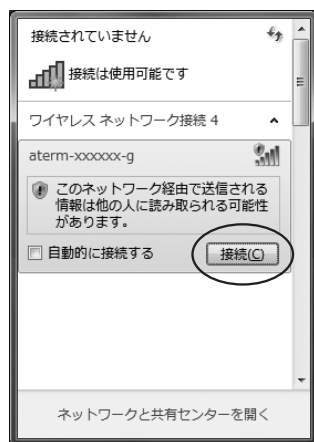 接続されていません
接続は使用可能です
ワイヤレス ネットワーク接続 4
aterm-xxxxxx-g
このネットワーク経由で送信される
情報は他の人に読み取られる可能性
があります。
自動的に接続する
接続(C)
ネットワークと共有センターを開く